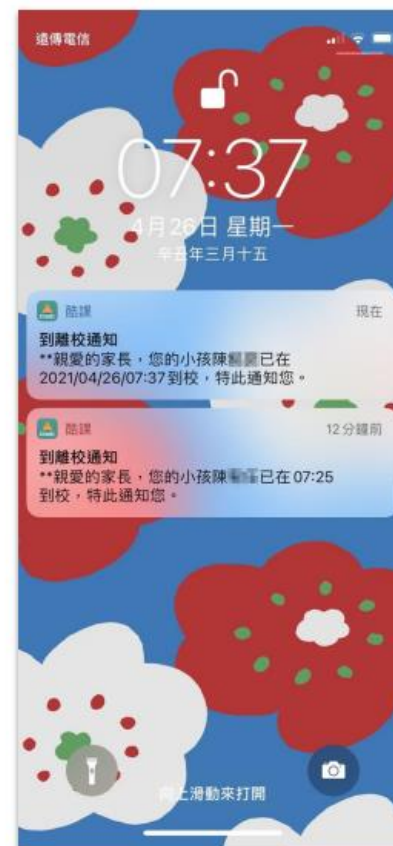 遠傳電信
07:37
4月26日 星期一
辛丑年三月十五
酷課
現在
到離校通知
**親愛的家長，您的小孩陳已在
2021/04/26/07:37到校，特此通知您。
酷課
12分鐘前
到離校通知
**親愛的家長，您的小孩陳已在07:25
到校，特此通知您。
向上滑動來打開